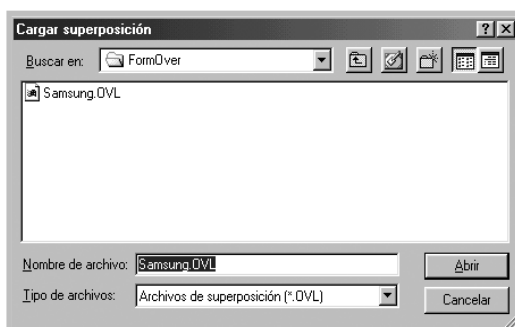 Cargar superposición
Buscar en: FormOver
Samsung.OVL
Nombre de archivo: Samsung.OVL Abrir
Tipo de archivos: Archivos de superposición (*.OVL) Cancelar